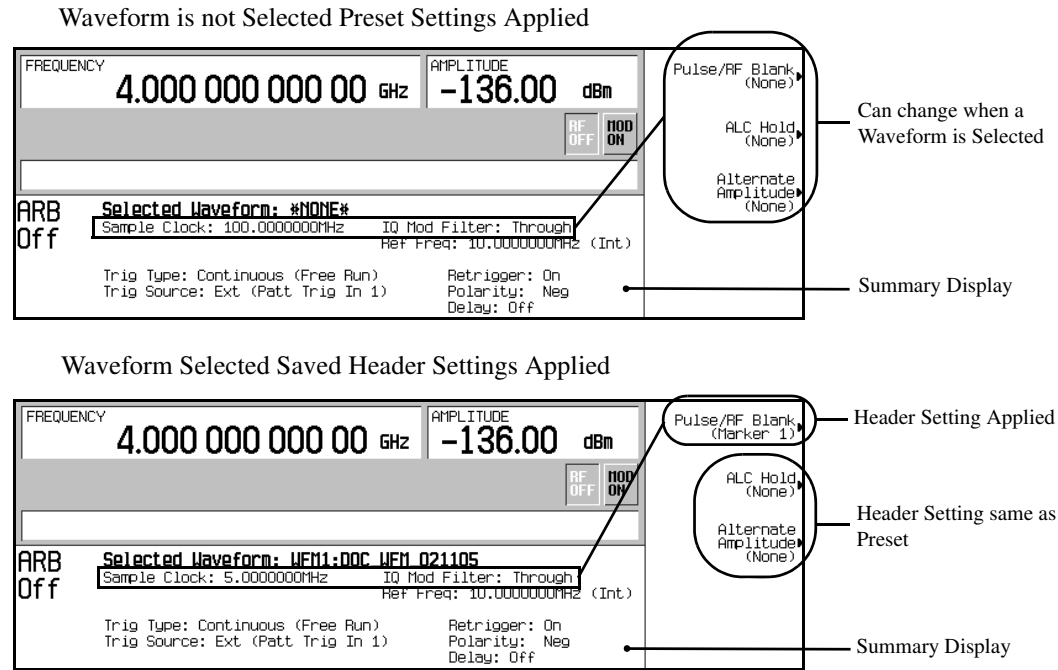 Waveform is not Selected Preset Settings Applied
FREQUENCY
4.000 000 000 00 GHz
AMPLITUDE
-136.00 dBm
RF OFF
MOD ON
Pulse/RF Blank
(None)
ALC Hold
(None)
Alternate
Amplitude
(None)
Can change when a
Waveform is Selected
ARB
Off
Selected Waveform: *NONE*
Sample Clock: 100.0000000MHz IQ Mod Filter: Through
Ref Freq: 10.0000000MHz (Int)
Trig Type: Continuous (Free Run) Retrigger: On
Trig Source: Ext (Patt Trig In 1) Polarity: Neg
Delay: Off
Summary Display
Waveform Selected Saved Header Settings Applied
FREQUENCY
4.000 000 000 00 GHz
AMPLITUDE
-136.00 dBm
RF OFF
MOD ON
Pulse/RF Blank
(Marker 1)
Header Setting Applied
ALC Hold
(None)
Alternate
Amplitude
(None)
Header Setting same as
Preset
ARB
Off
Selected Waveform: WFM1:DOC_WFM_021105
Sample Clock: 5.0000000MHz IQ Mod Filter: Through
Ref Freq: 10.0000000MHz (Int)
Trig Type: Continuous (Free Run) Retrigger: On
Trig Source: Ext (Patt Trig In 1) Polarity: Neg
Delay: Off
Summary Display